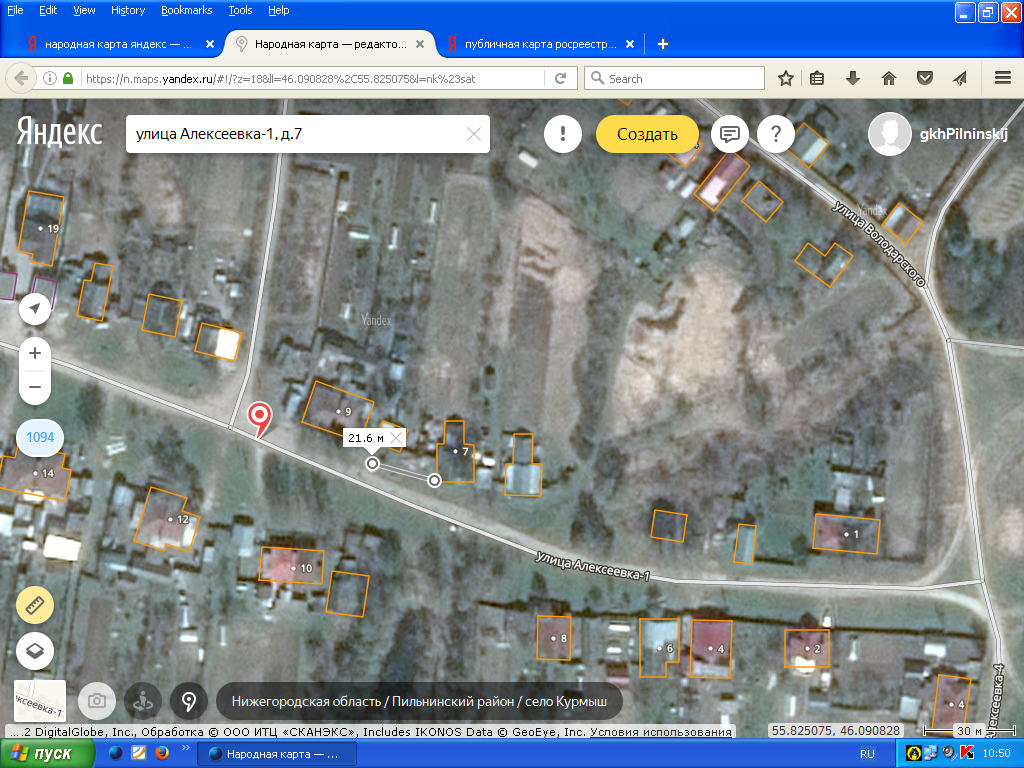 File Edit View History Bookmarks Tools Help
народная карта яндекс — ...
Народная карта — редакто...
публичная карта росреестр...
https://n.maps.yandex.ru/#!/?z=18&ll=46.090828%2C55.825075&l=nk%23sat
Search
Яндекс
улица Алексеевка-1, д.7
!
Создать
?
gkhPilninskij
Yandex
улица Володарского
19
Yandex
+
−
9
21.6 м
7
1094
14
12
1
10
улица Алексеевка-1
8
6
4
2
4
Алексеевка-4
ексеевка-1
Нижегородская область / Пильнинский район / село Курмыш
....2 DigitalGlobe, Inc., Обработка © ООО ИТЦ «СКАНЭКС», Includes IKONOS Data © GeoEye, Inc. Условия использования
55.825075, 46.090828
30 м
пуск
Народная карта — ...
RU
10:50